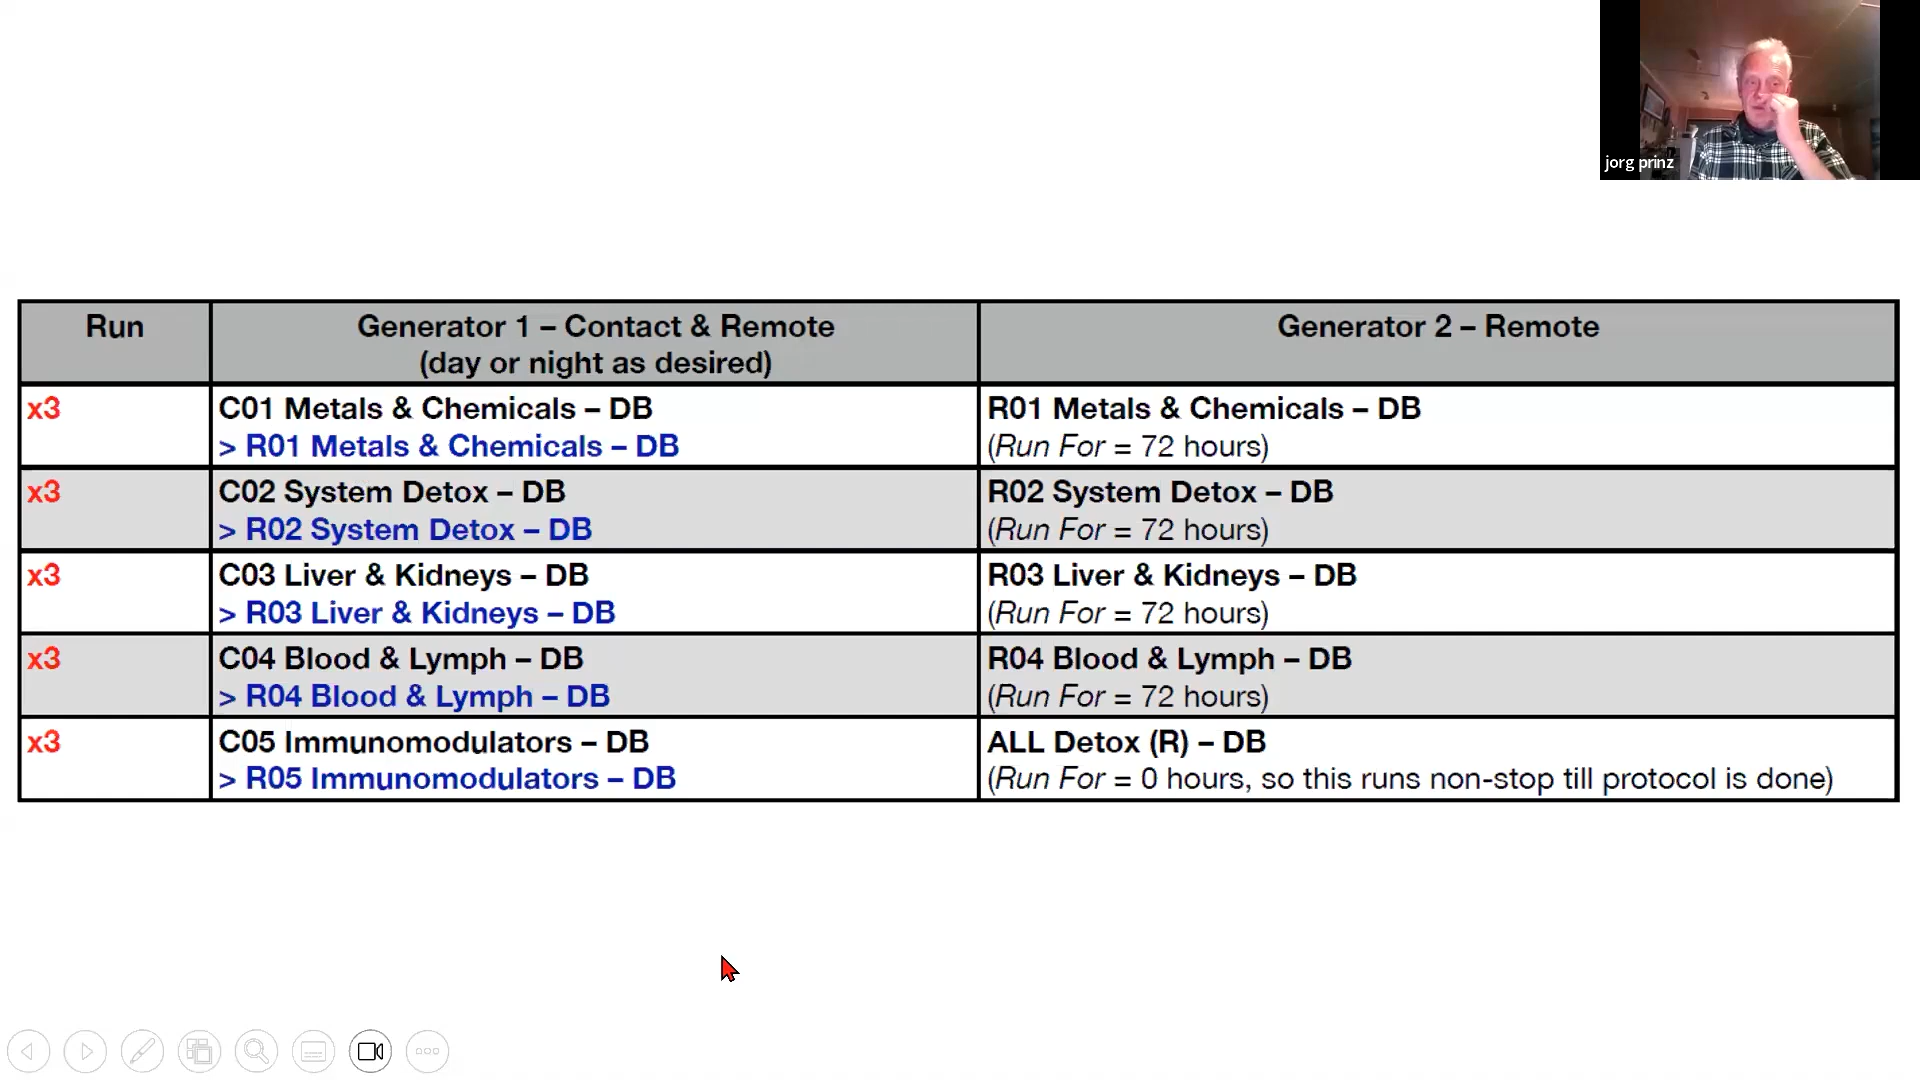 jorg prinz
Run
Generator 1 – Contact & Remote
(day or night as desired)
Generator 2 – Remote
x3
C01 Metals & Chemicals – DB
> R01 Metals & Chemicals – DB
R01 Metals & Chemicals – DB
(Run For = 72 hours)
x3
C02 System Detox – DB
> R02 System Detox – DB
R02 System Detox – DB
(Run For = 72 hours)
x3
C03 Liver & Kidneys – DB
> R03 Liver & Kidneys – DB
R03 Liver & Kidneys – DB
(Run For = 72 hours)
x3
C04 Blood & Lymph – DB
> R04 Blood & Lymph – DB
R04 Blood & Lymph – DB
(Run For = 72 hours)
x3
C05 Immunomodulators – DB
> R05 Immunomodulators – DB
ALL Detox (R) – DB
(Run For = 0 hours, so this runs non-stop till protocol is done)